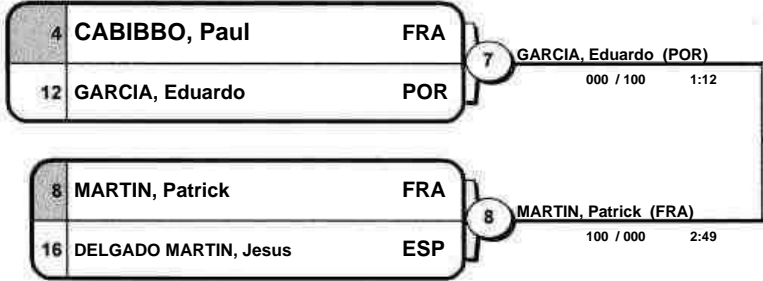 4 CABIBBO, Paul FRA
12 GARCIA, Eduardo POR
7
GARCIA, Eduardo (POR)
000 / 100 1:12
8 MARTIN, Patrick FRA
16 DELGADO MARTIN, Jesus ESP
8
MARTIN, Patrick (FRA)
100 / 000 2:49